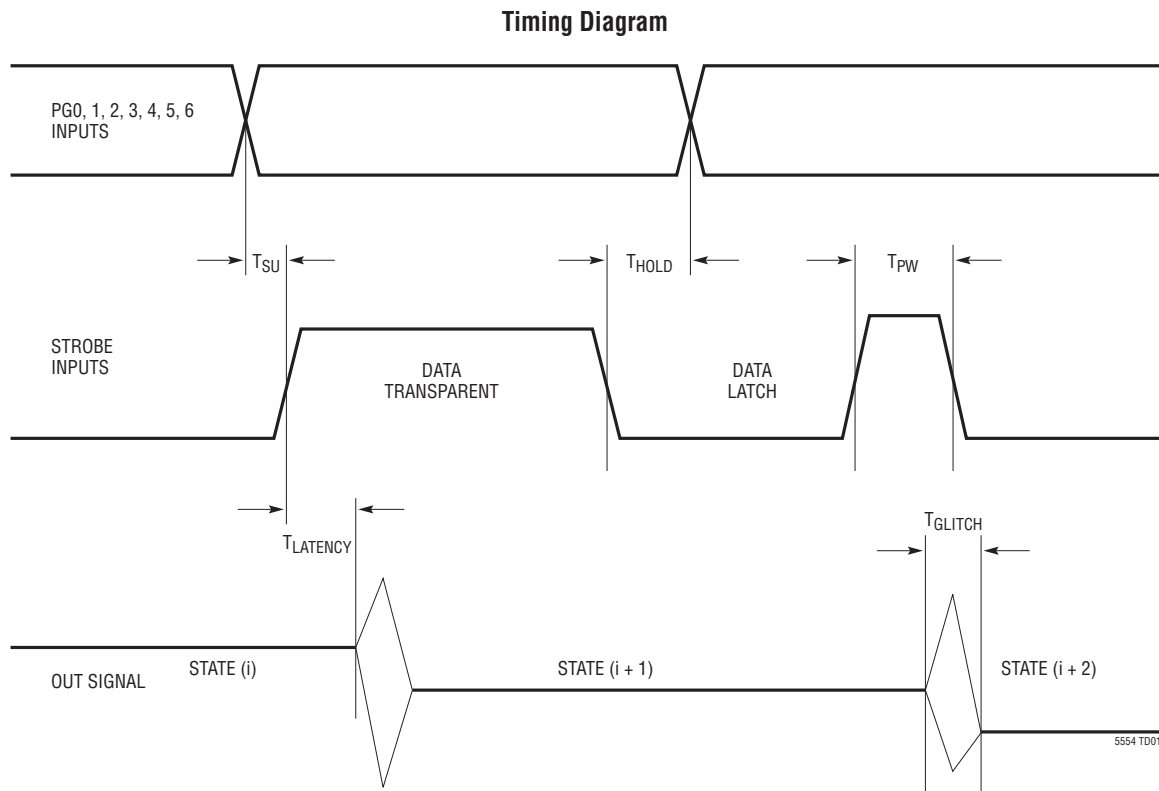 Timing Diagram
PG0, 1, 2, 3, 4, 5, 6
INPUTS
TSU
THOLD
TPW
STROBE
INPUTS
DATA
TRANSPARENT
DATA
LATCH
TLATENCY
TGLITCH
OUT SIGNAL
STATE (i)
STATE (i + 1)
STATE (i + 2)
5554 TD01